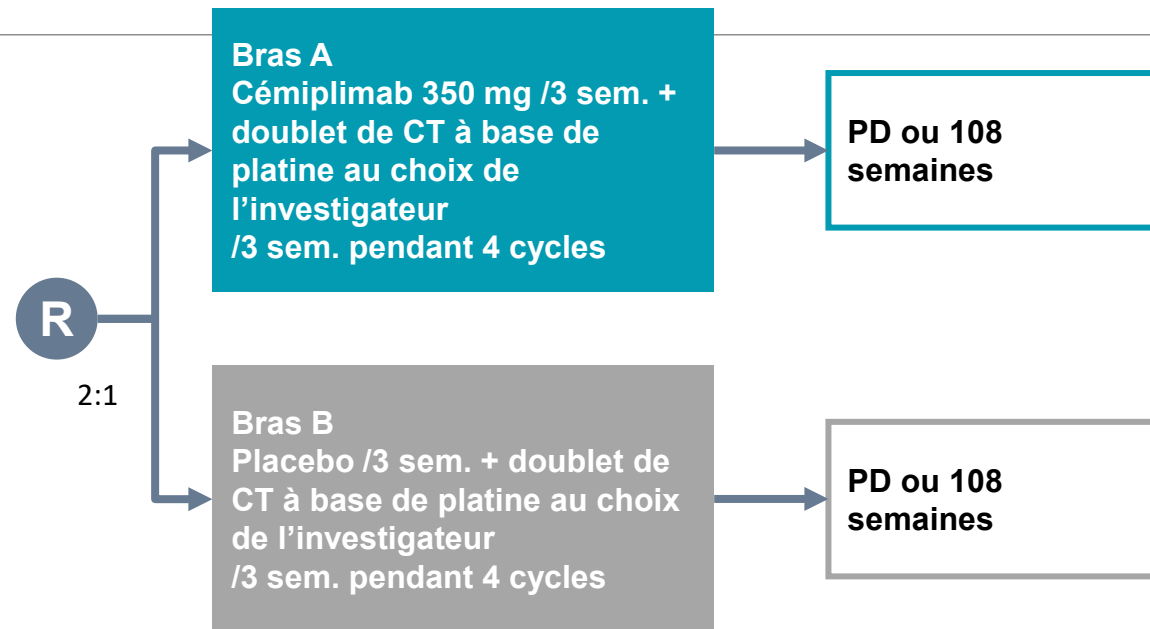 Bras A
Cémiplimab 350 mg /3 sem. +
doublet de CT à base de
platine au choix de
l’investigateur
/3 sem. pendant 4 cycles
PD ou 108
semaines
R
2:1
Bras B
Placebo /3 sem. + doublet de
CT à base de platine au choix
de l’investigateur
/3 sem. pendant 4 cycles
PD ou 108
semaines